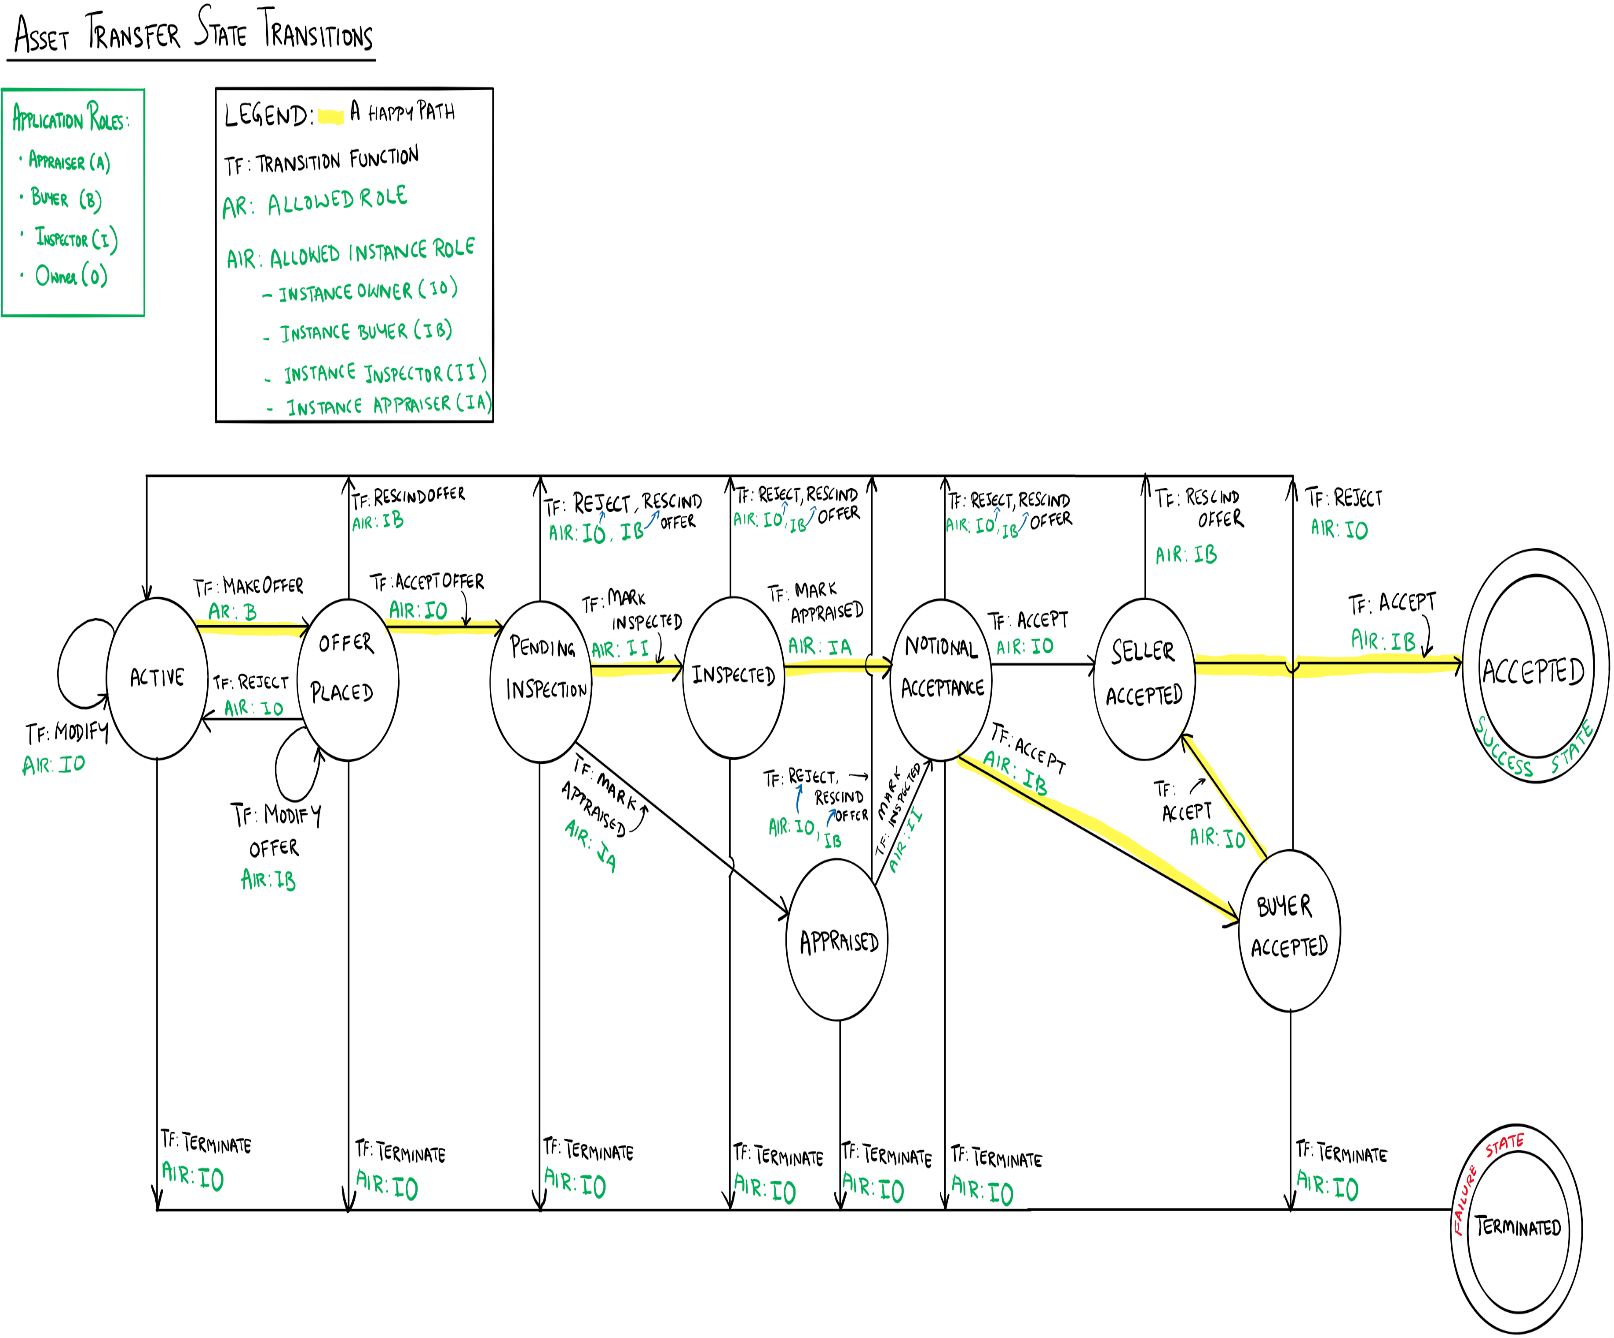 ASSET TRANSFER STATE TRANSITIONS
APPLICATION ROLES:
· APPRAISER (A)
· BUYER (B)
· INSPECTOR (I)
· OWNER (O)
LEGEND: A HAPPY PATH
TF: TRANSITION FUNCTION
AR: ALLOWED ROLE
AIR: ALLOWED INSTANCE ROLE
- INSTANCE OWNER (IO)
- INSTANCE BUYER (IB)
- INSTANCE INSPECTOR (II)
- INSTANCE APPRAISER (IA)
TF: RESCIND OFFER
AIR: IB
TF: REJECT, RESCIND
OFFER
AIR: IO, IB
TF: REJECT, RESCIND
OFFER
AIR: IO, IB
TF: REJECT, RESCIND
OFFER
AIR: IO, IB
TF: RESCIND
OFFER
AIR: IB
TF: REJECT
AIR: IO
TF: MAKE OFFER
AR: B
TF: ACCEPT OFFER
AIR: IO
TF: MARK
INSPECTED
AIR: II
TF: MARK
APPRAISED
AIR: IA
TF: ACCEPT
AIR: IO
TF: ACCEPT
AIR: IB
ACTIVE
OFFER
PLACED
PENDING
INSPECTION
INSPECTED
NOTIONAL
ACCEPTANCE
SELLER
ACCEPTED
ACCEPTED
SUCCESS STATE
TF: REJECT
AIR: IO
TF: MODIFY
AIR: IO
TF: MODIFY
OFFER
AIR: IB
TF: MARK
APPRAISED
AIR: IA
TF: REJECT,
RESCIND
OFFER
AIR: IO, IB
TF: MARK
INSPECTED
AIR: II
TF: ACCEPT
AIR: IB
TF:
ACCEPT
AIR: IO
APPRAISED
BUYER
ACCEPTED
TF: TERMINATE
AIR: IO
TF: TERMINATE
AIR: IO
TF: TERMINATE
AIR: IO
TF: TERMINATE
AIR: IO
TF: TERMINATE
AIR: IO
TF: TERMINATE
AIR: IO
TF: TERMINATE
AIR: IO
FAILURE STATE
TERMINATED